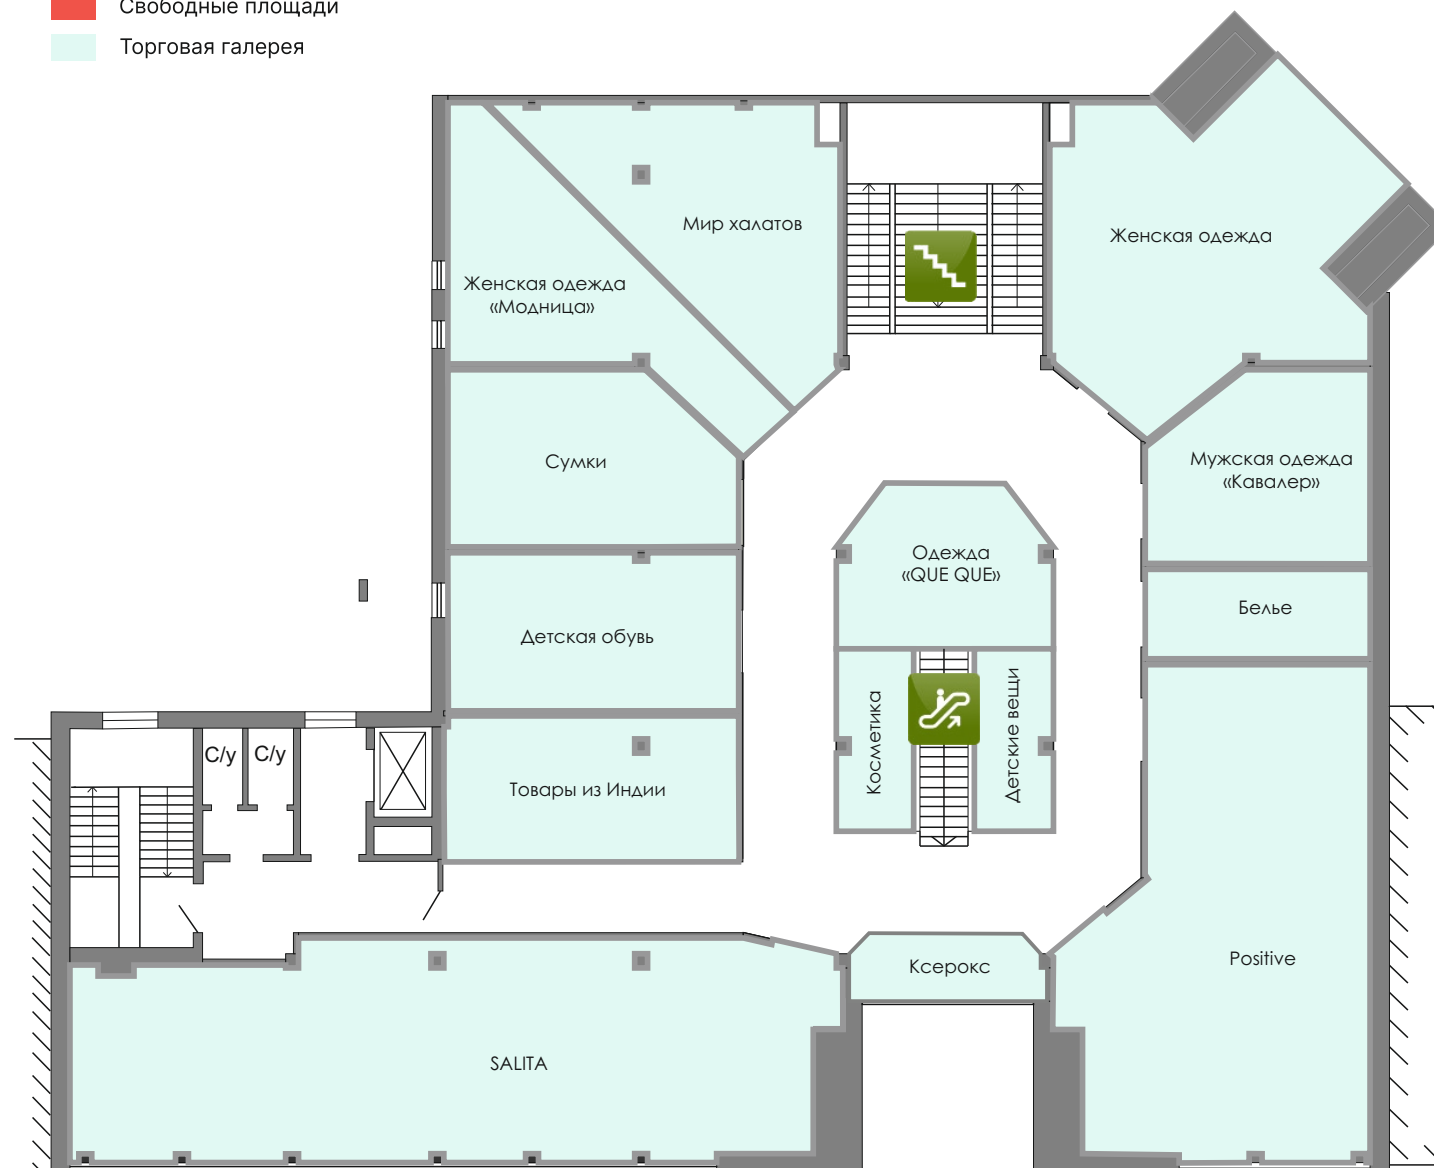 Свободные площади
Торговая галерея
Мир халатов
Женская одежда
Женская одежда
«Модница»
Сумки
Мужская одежда
«Кавалер»
Одежда
«QUE QUE»
Белье
Детская обувь
Косметика
Детские вещи
С/у
С/у
Товары из Индии
Ксерокс
Positive
SALITA